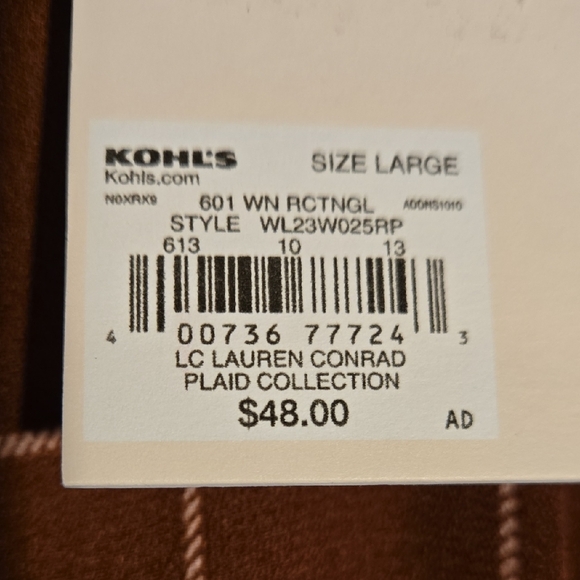 KOHL'S SIZE LARGE
Kohls.com
N0XRK9 601 WN RCTNGL
STYLE WL23W025RP
613 10 13
4 00736 77724 3
LC LAUREN CONRAD
PLAID COLLECTION
$48.00 AD